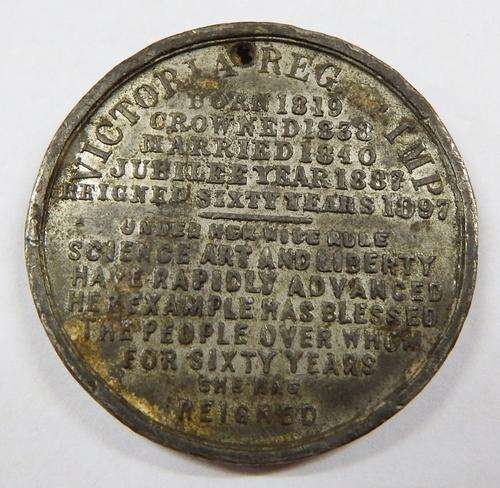 VICTORIA REG. IMP.
BORN 1819
CROWNED 1838
MARRIED 1840
JUBILEE YEAR 1887
REIGNED SIXTY YEARS 1897
UNDER HER WISE RULE
SCIENCE ART AND LIBERTY
HAVE RAPIDLY ADVANCED
HER EXAMPLE HAS BLESSED
THE PEOPLE OVER WHOM
FOR SIXTY YEARS
SHE HAS
REIGNED